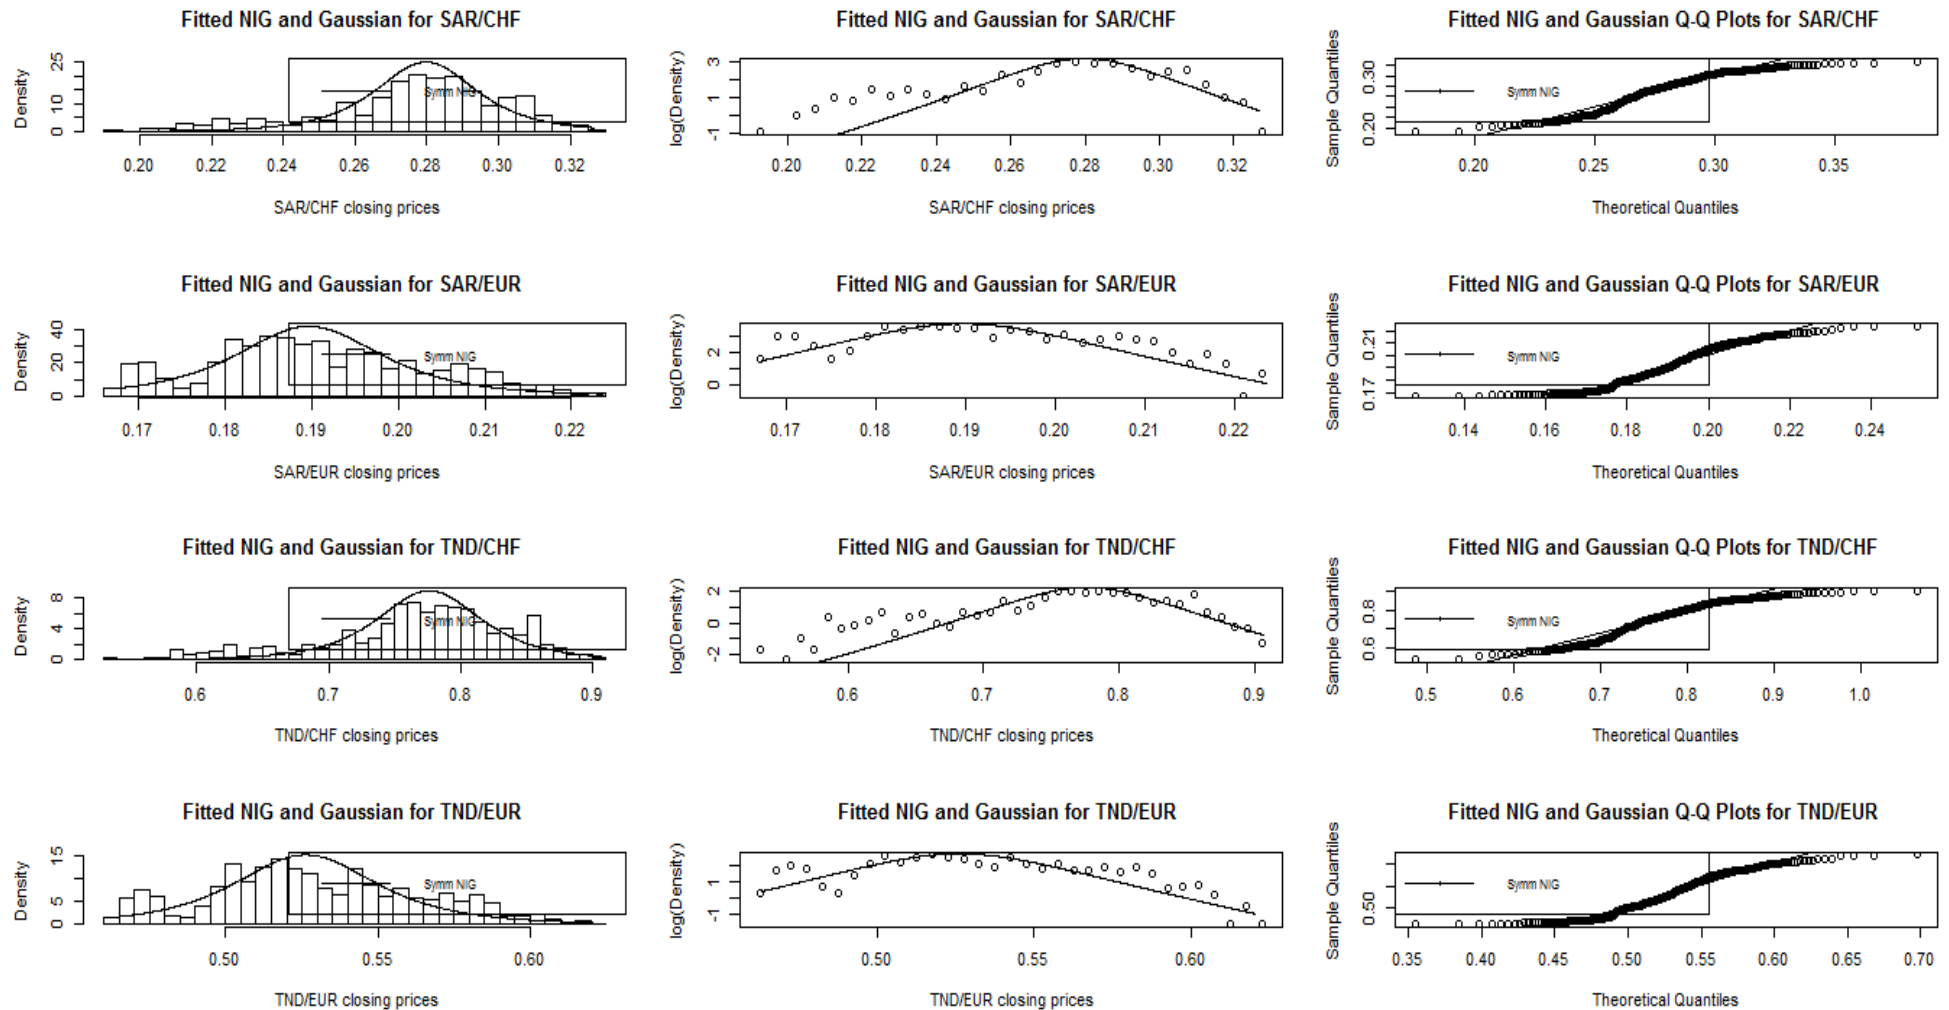 Fitted NIG and Gaussian for SAR/CHF
Density
0 10 25
Symm NIG
0.20 0.22 0.24 0.26 0.28 0.30 0.32
SAR/CHF closing prices
Fitted NIG and Gaussian for SAR/CHF
log(Density)
-1 1 3
0.20 0.22 0.24 0.26 0.28 0.30 0.32
SAR/CHF closing prices
Fitted NIG and Gaussian Q-Q Plots for SAR/CHF
Sample Quantiles
0.20 0.30
Symm NIG
0.20 0.25 0.30 0.35
Theoretical Quantiles
Fitted NIG and Gaussian for SAR/EUR
Density
0 20 40
Symm NIG
0.17 0.18 0.19 0.20 0.21 0.22
SAR/EUR closing prices
Fitted NIG and Gaussian for SAR/EUR
log(Density)
0 2
0.17 0.18 0.19 0.20 0.21 0.22
SAR/EUR closing prices
Fitted NIG and Gaussian Q-Q Plots for SAR/EUR
Sample Quantiles
0.17 0.21
Symm NIG
0.14 0.16 0.18 0.20 0.22 0.24
Theoretical Quantiles
Fitted NIG and Gaussian for TND/CHF
Density
0 4 8
Symm NIG
0.6 0.7 0.8 0.9
TND/CHF closing prices
Fitted NIG and Gaussian for TND/CHF
log(Density)
-2 0 2
0.6 0.7 0.8 0.9
TND/CHF closing prices
Fitted NIG and Gaussian Q-Q Plots for TND/CHF
Sample Quantiles
0.6 0.8
Symm NIG
0.5 0.6 0.7 0.8 0.9 1.0
Theoretical Quantiles
Fitted NIG and Gaussian for TND/EUR
Density
0 5 15
Symm NIG
0.50 0.55 0.60
TND/EUR closing prices
Fitted NIG and Gaussian for TND/EUR
log(Density)
-1 1
0.50 0.55 0.60
TND/EUR closing prices
Fitted NIG and Gaussian Q-Q Plots for TND/EUR
Sample Quantiles
0.50
Symm NIG
0.35 0.40 0.45 0.50 0.55 0.60 0.65 0.70
Theoretical Quantiles